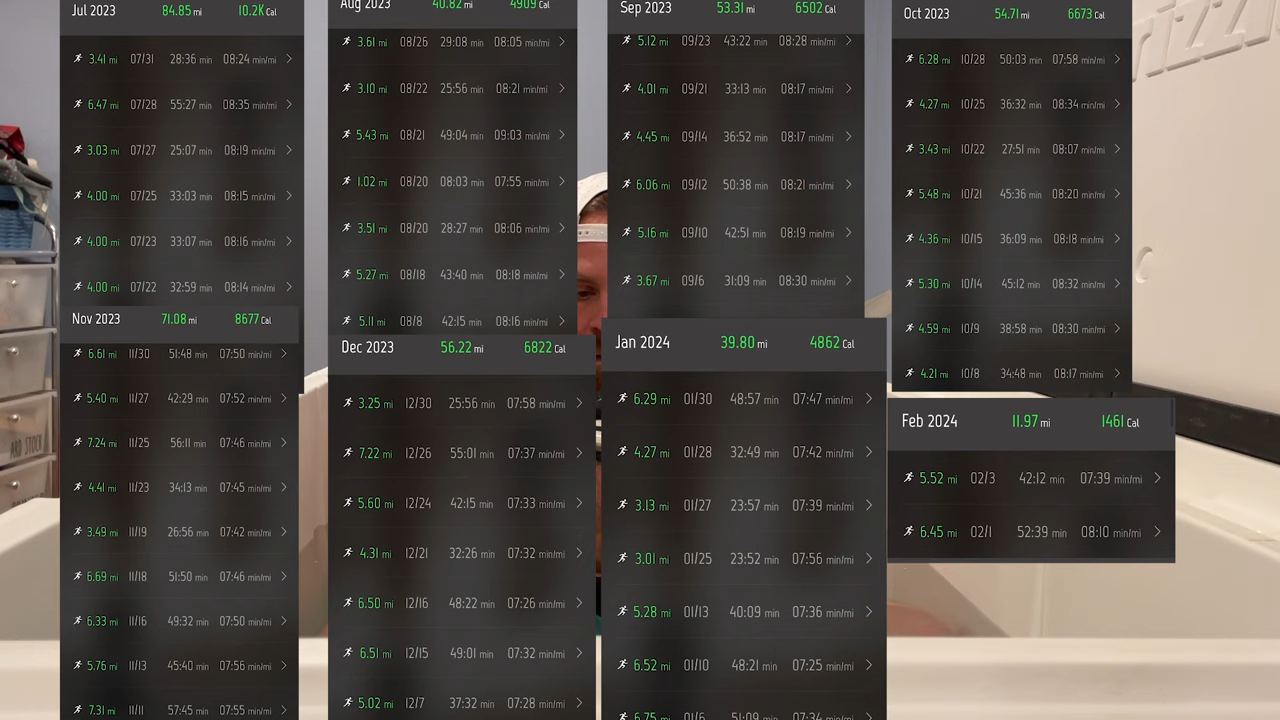 Jul 2023 84.85 mi 10.2K Cal
3.41 mi 07/31 28:36 min 08:24 min/mi
6.47 mi 07/28 55:27 min 08:35 min/mi
3.03 mi 07/27 25:07 min 08:19 min/mi
4.00 mi 07/25 33:03 min 08:15 min/mi
4.00 mi 07/23 33:07 min 08:16 min/mi
4.00 mi 07/22 32:59 min 08:14 min/mi
Aug 2023 40.82 mi 4909 Cal
3.61 mi 08/26 29:08 min 08:05 min/mi
3.10 mi 08/22 25:56 min 08:21 min/mi
5.43 mi 08/21 49:04 min 09:03 min/mi
1.02 mi 08/20 08:03 min 07:55 min/mi
3.51 mi 08/20 28:27 min 08:06 min/mi
5.27 mi 08/18 43:40 min 08:18 min/mi
5.11 mi 08/8 42:15 min 08:16 min/mi
Sep 2023 53.31 mi 6502 Cal
5.12 mi 09/23 43:22 min 08:28 min/mi
4.01 mi 09/21 33:13 min 08:17 min/mi
4.45 mi 09/14 36:52 min 08:17 min/mi
6.06 mi 09/12 50:38 min 08:21 min/mi
5.16 mi 09/10 42:51 min 08:19 min/mi
3.67 mi 09/6 31:09 min 08:30 min/mi
Oct 2023 54.71 mi 6673 Cal
6.28 mi 10/28 50:03 min 07:58 min/mi
4.27 mi 10/25 36:32 min 08:34 min/mi
3.43 mi 10/22 27:51 min 08:07 min/mi
5.48 mi 10/21 45:36 min 08:20 min/mi
4.36 mi 10/15 36:09 min 08:18 min/mi
5.30 mi 10/14 45:12 min 08:32 min/mi
4.59 mi 10/9 38:58 min 08:30 min/mi
4.21 mi 10/8 34:48 min 08:17 min/mi
Nov 2023 71.08 mi 8677 Cal
6.61 mi 11/30 51:48 min 07:50 min/mi
5.40 mi 11/27 42:29 min 07:52 min/mi
7.24 mi 11/25 56:11 min 07:46 min/mi
4.41 mi 11/23 34:13 min 07:45 min/mi
3.49 mi 11/19 26:56 min 07:42 min/mi
6.69 mi 11/18 51:50 min 07:46 min/mi
6.33 mi 11/16 49:32 min 07:50 min/mi
5.76 mi 11/13 45:40 min 07:56 min/mi
7.31 mi 11/11 57:45 min 07:55 min/mi
Dec 2023 56.22 mi 6822 Cal
3.25 mi 12/30 25:56 min 07:58 min/mi
7.22 mi 12/26 55:01 min 07:37 min/mi
5.60 mi 12/24 42:15 min 07:33 min/mi
4.31 mi 12/21 32:26 min 07:32 min/mi
6.50 mi 12/16 48:22 min 07:26 min/mi
6.51 mi 12/15 49:01 min 07:32 min/mi
5.02 mi 12/7 37:32 min 07:28 min/mi
Jan 2024 39.80 mi 4862 Cal
6.29 mi 01/30 48:57 min 07:47 min/mi
4.27 mi 01/28 32:49 min 07:42 min/mi
3.13 mi 01/27 23:57 min 07:39 min/mi
3.01 mi 01/25 23:52 min 07:56 min/mi
5.28 mi 01/13 40:09 min 07:36 min/mi
6.52 mi 01/10 48:21 min 07:25 min/mi
6.75 mi 01/6 51:09 min 07:34 min/mi
Feb 2024 11.97 mi 1461 Cal
5.52 mi 02/3 42:12 min 07:39 min/mi
6.45 mi 02/1 52:39 min 08:10 min/mi
rizzl
ARD STOCK